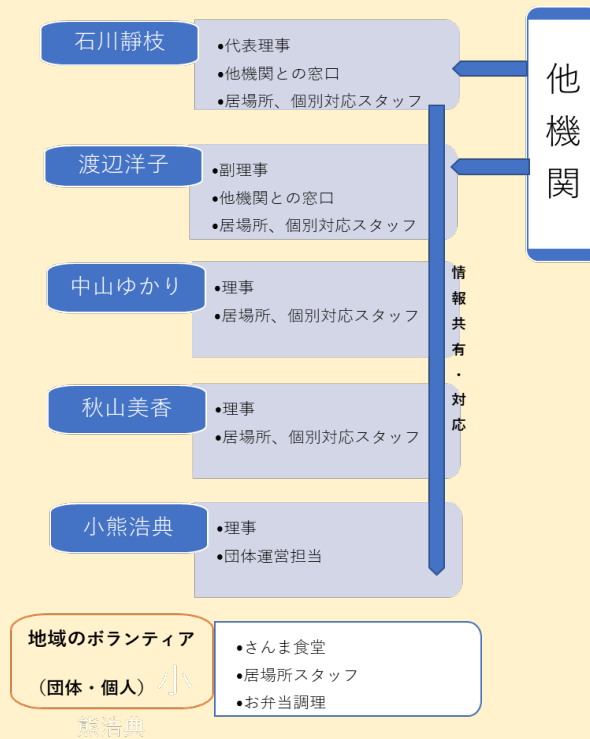 石川靜枝
•代表理事
•他機関との窓口
•居場所、個別対応スタッフ
他機関
渡辺洋子
•副理事
•他機関との窓口
•居場所、個別対応スタッフ
中山ゆかり
•理事
•居場所、個別対応スタッフ
情報共有・対応
秋山美香
•理事
•居場所、個別対応スタッフ
小熊浩典
•理事
•団体運営担当
地域のボランティア
（団体・個人）小
熊浩典
•さんま食堂
•居場所スタッフ
•お弁当調理